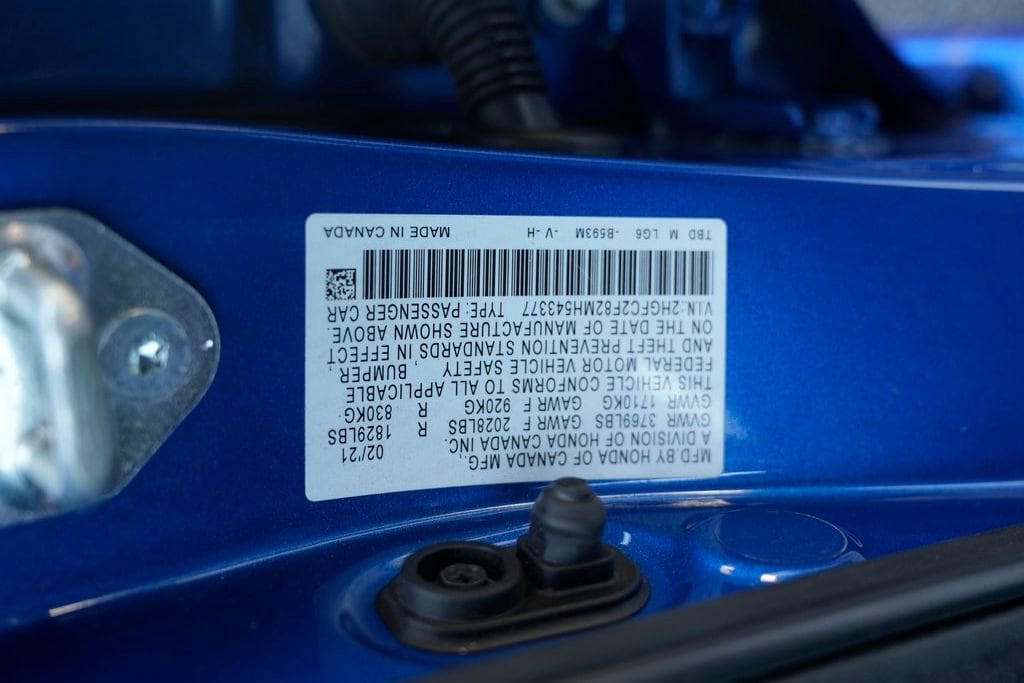 MFD.BY HONDA OF CANADA MFG.,
A DIVISION OF HONDA CANADA INC. 02/'21
GVWR 3769LBS GAWR F 2028LBS R 1829LBS
GVWR 1710KG GAWR F 920KG R 830KG
THIS VEHICLE CONFORMS TO ALL APPLICABLE
FEDERAL MOTOR VEHICLE SAFETY , BUMPER,
AND THEFT PREVENTION STANDARDS IN EFFECT
ON THE DATE OF MANUFACTURE SHOWN ABOVE.
V.I.N:2HGFC2F82MH543377 TYPE:PASSENGER CAR
TBD M LG6 -B593M -V-H MADE IN CANADA